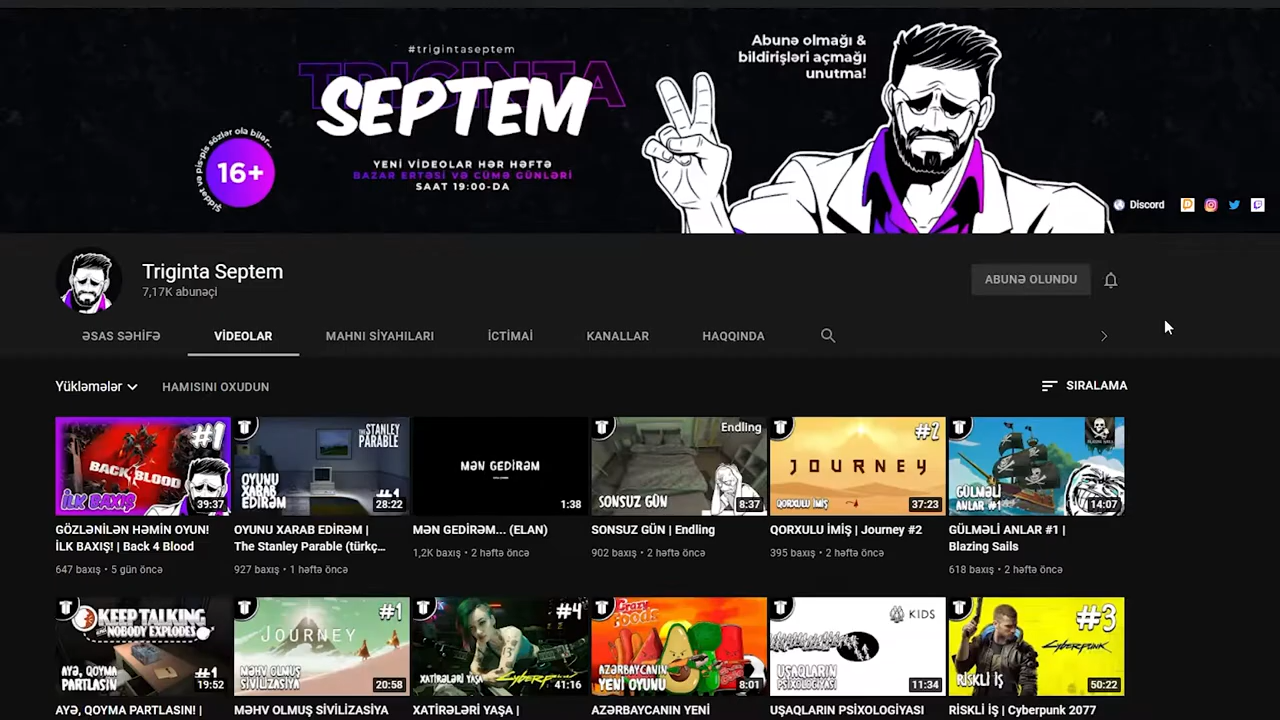 #trigintaseptem
TRIGINTA
SEPTEM
Abunə olmağı &
bildirişləri açmağı
unutma!
Şiddət və pis-pis sözlər ola bilər~
16+
YENİ VİDEOLAR HƏR HƏFTƏ
BAZAR ERTƏSİ VƏ CÜMƏ GÜNLƏRİ
SAAT 19:00-DA
Discord
Triginta Septem
7,17K abunəçi
ABUNƏ OLUNDU
ƏSAS SƏHİFƏ VİDEOLAR MAHNI SİYAHILARI İCTİMAİ KANALLAR HAQQINDA
Yükləmələr HAMISINI OXUDUN SIRALAMA
#1
BACK 4 BLOOD
İLK BAXIŞ
39:37
THE STANLEY
PARABLE
OYUNU
XARAB
EDİRƏM
#1
28:22
MƏN GEDİRƏM
1:38
Endling
SONSUZ GÜN
8:37
#2
JOURNEY
QORXULU İMİŞ
37:23
GÜLMƏLİ
ANLAR #1
14:07
GÖZLƏNİLƏN HƏMİN OYUN!
İLK BAXIŞ! | Back 4 Blood
647 baxış • 5 gün öncə
OYUNU XARAB EDİRƏM |
The Stanley Parable (türkç...
927 baxış • 1 həftə öncə
MƏN GEDİRƏM... (ELAN)
1,2K baxış • 2 həftə öncə
SONSUZ GÜN | Endling
902 baxış • 2 həftə öncə
QORXULU İMİŞ | Journey #2
395 baxış • 2 həftə öncə
GÜLMƏLİ ANLAR #1 |
Blazing Sails
618 baxış • 2 həftə öncə
KEEP TALKING
AND NOBODY EXPLODES
AYƏ, QOYMA
PARTLASIN
#1
19:52
#1
JOURNEY
MƏHV OLMUŞ
SİVİLİZASİYA
20:58
#4
XATİRƏLƏRİ YAŞA
Cyberpunk
41:16
Crazy
Foods
AZƏRBAYCANIN
YENİ OYUNU
8:01
KIDS
UŞAQLARIN
PSİXOLOGİYASI
11:34
#3
Cyberpunk
RİSKLİ İŞ
50:22
AYƏ, QOYMA PARTLASIN! |
MƏHV OLMUŞ SİVİLİZASİYA
XATİRƏLƏRİ YAŞA |
AZƏRBAYCANIN YENİ
UŞAQLARIN PSİXOLOGİYASI
RİSKLİ İŞ | Cyberpunk 2077